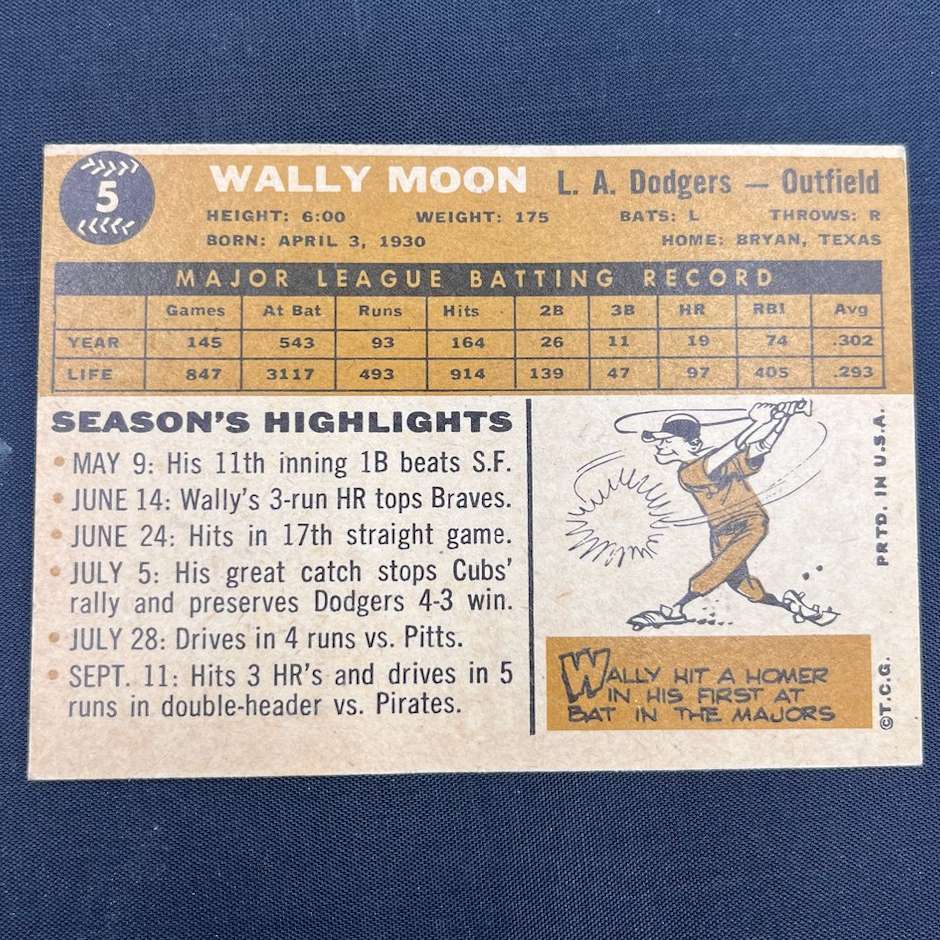 5
WALLY MOON L. A. Dodgers — Outfield
HEIGHT: 6:00 WEIGHT: 175 BATS: L THROWS: R
BORN: APRIL 3, 1930 HOME: BRYAN, TEXAS
MAJOR LEAGUE BATTING RECORD
Games At Bat Runs Hits 2B 3B HR RBI Avg
YEAR 145 543 93 164 26 11 19 74 .302
LIFE 847 3117 493 914 139 47 97 405 .293
SEASON'S HIGHLIGHTS
• MAY 9: His 11th inning 1B beats S.F.
• JUNE 14: Wally's 3-run HR tops Braves.
• JUNE 24: Hits in 17th straight game.
• JULY 5: His great catch stops Cubs'
rally and preserves Dodgers 4-3 win.
• JULY 28: Drives in 4 runs vs. Pitts.
• SEPT. 11: Hits 3 HR's and drives in 5
runs in double-header vs. Pirates.
WALLY HIT A HOMER
IN HIS FIRST AT
BAT IN THE MAJORS
PRTD. IN U.S.A.
©T.C.G.